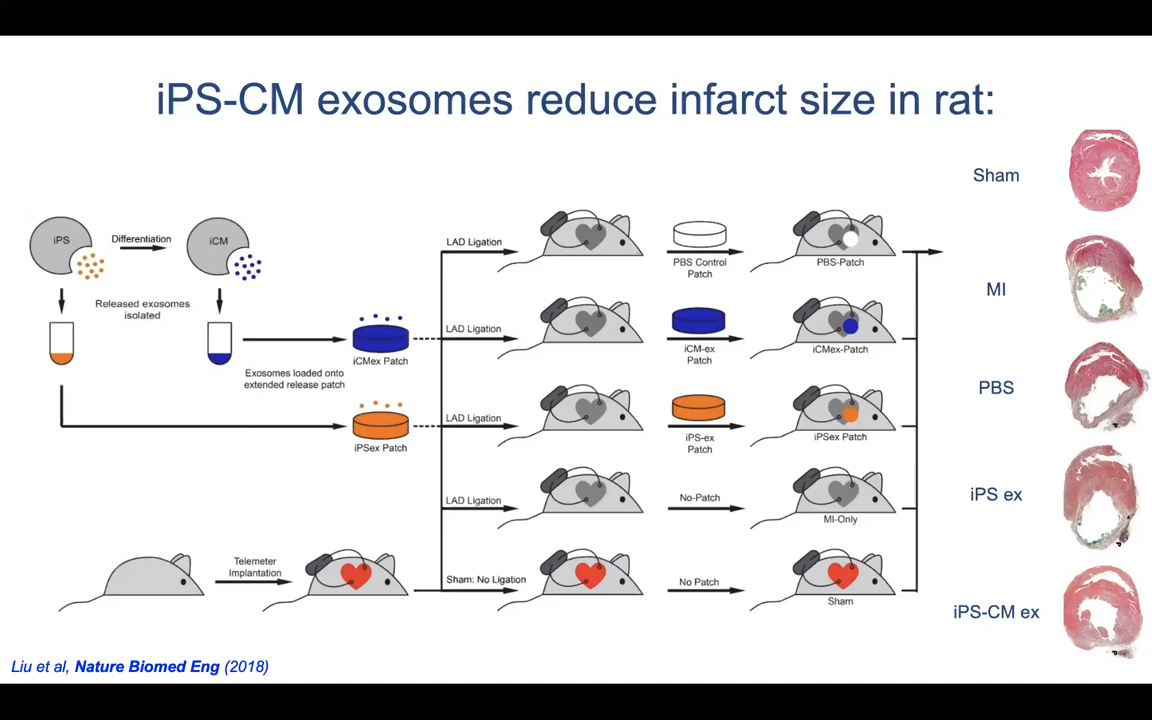 iPS-CM exosomes reduce infarct size in rat:
iPS
Differentiation
iCM
Released exosomes
isolated
Exosomes loaded onto
extended release patch
iCMex Patch
iPSex Patch
Telemeter
Implantation
LAD Ligation
PBS Control
Patch
PBS-Patch
LAD Ligation
iCM-ex
Patch
iCMex-Patch
LAD Ligation
iPS-ex
Patch
iPSex Patch
LAD Ligation
No-Patch
MI-Only
Sham: No Ligation
No Patch
Sham
Sham
MI
PBS
iPS ex
iPS-CM ex
Liu et al, Nature Biomed Eng (2018)